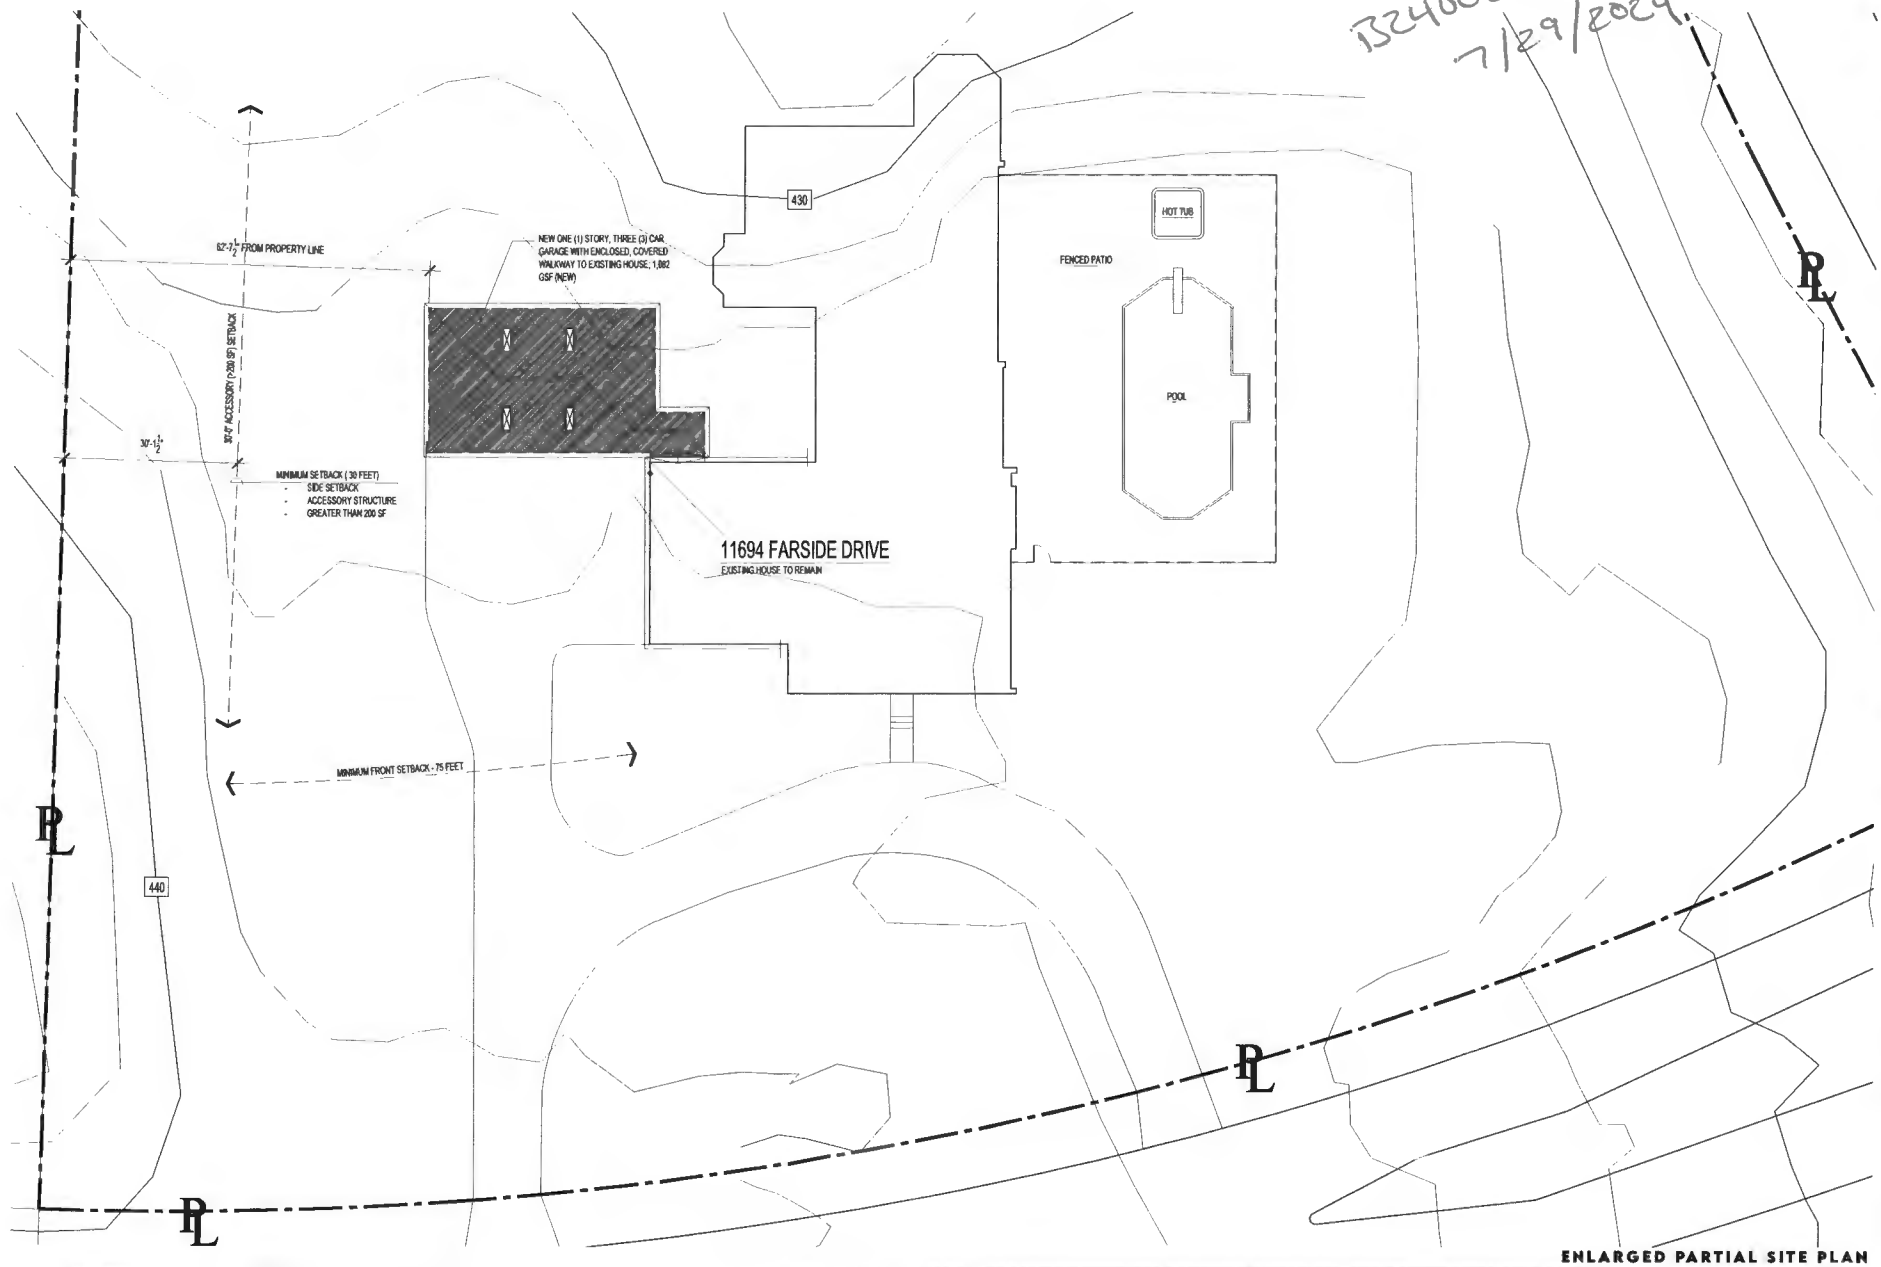 7/29/2024
430
HOT TUB
62'-7 1/2" FROM PROPERTY LINE
NEW ONE (1) STORY, THREE (3) CAR
GARAGE WITH ENCLOSED, COVERED
WALKWAY TO EXISTING HOUSE;
GSF (NEW)
FENCED PATIO
PL
30'-0" ACCESSORY (>200 SF) SETBACK
POOL
30'-1 1/2"
MINIMUM SETBACK ( 30 FEET)
- SIDE SETBACK
- ACCESSORY STRUCTURE
- GREATER THAN 200 SF
11694 FARSIDE DRIVE
EXISTING HOUSE TO REMAIN
MINIMUM FRONT SETBACK - 75 FEET
PL
440
PL
PL
ENLARGED PARTIAL SITE PLAN